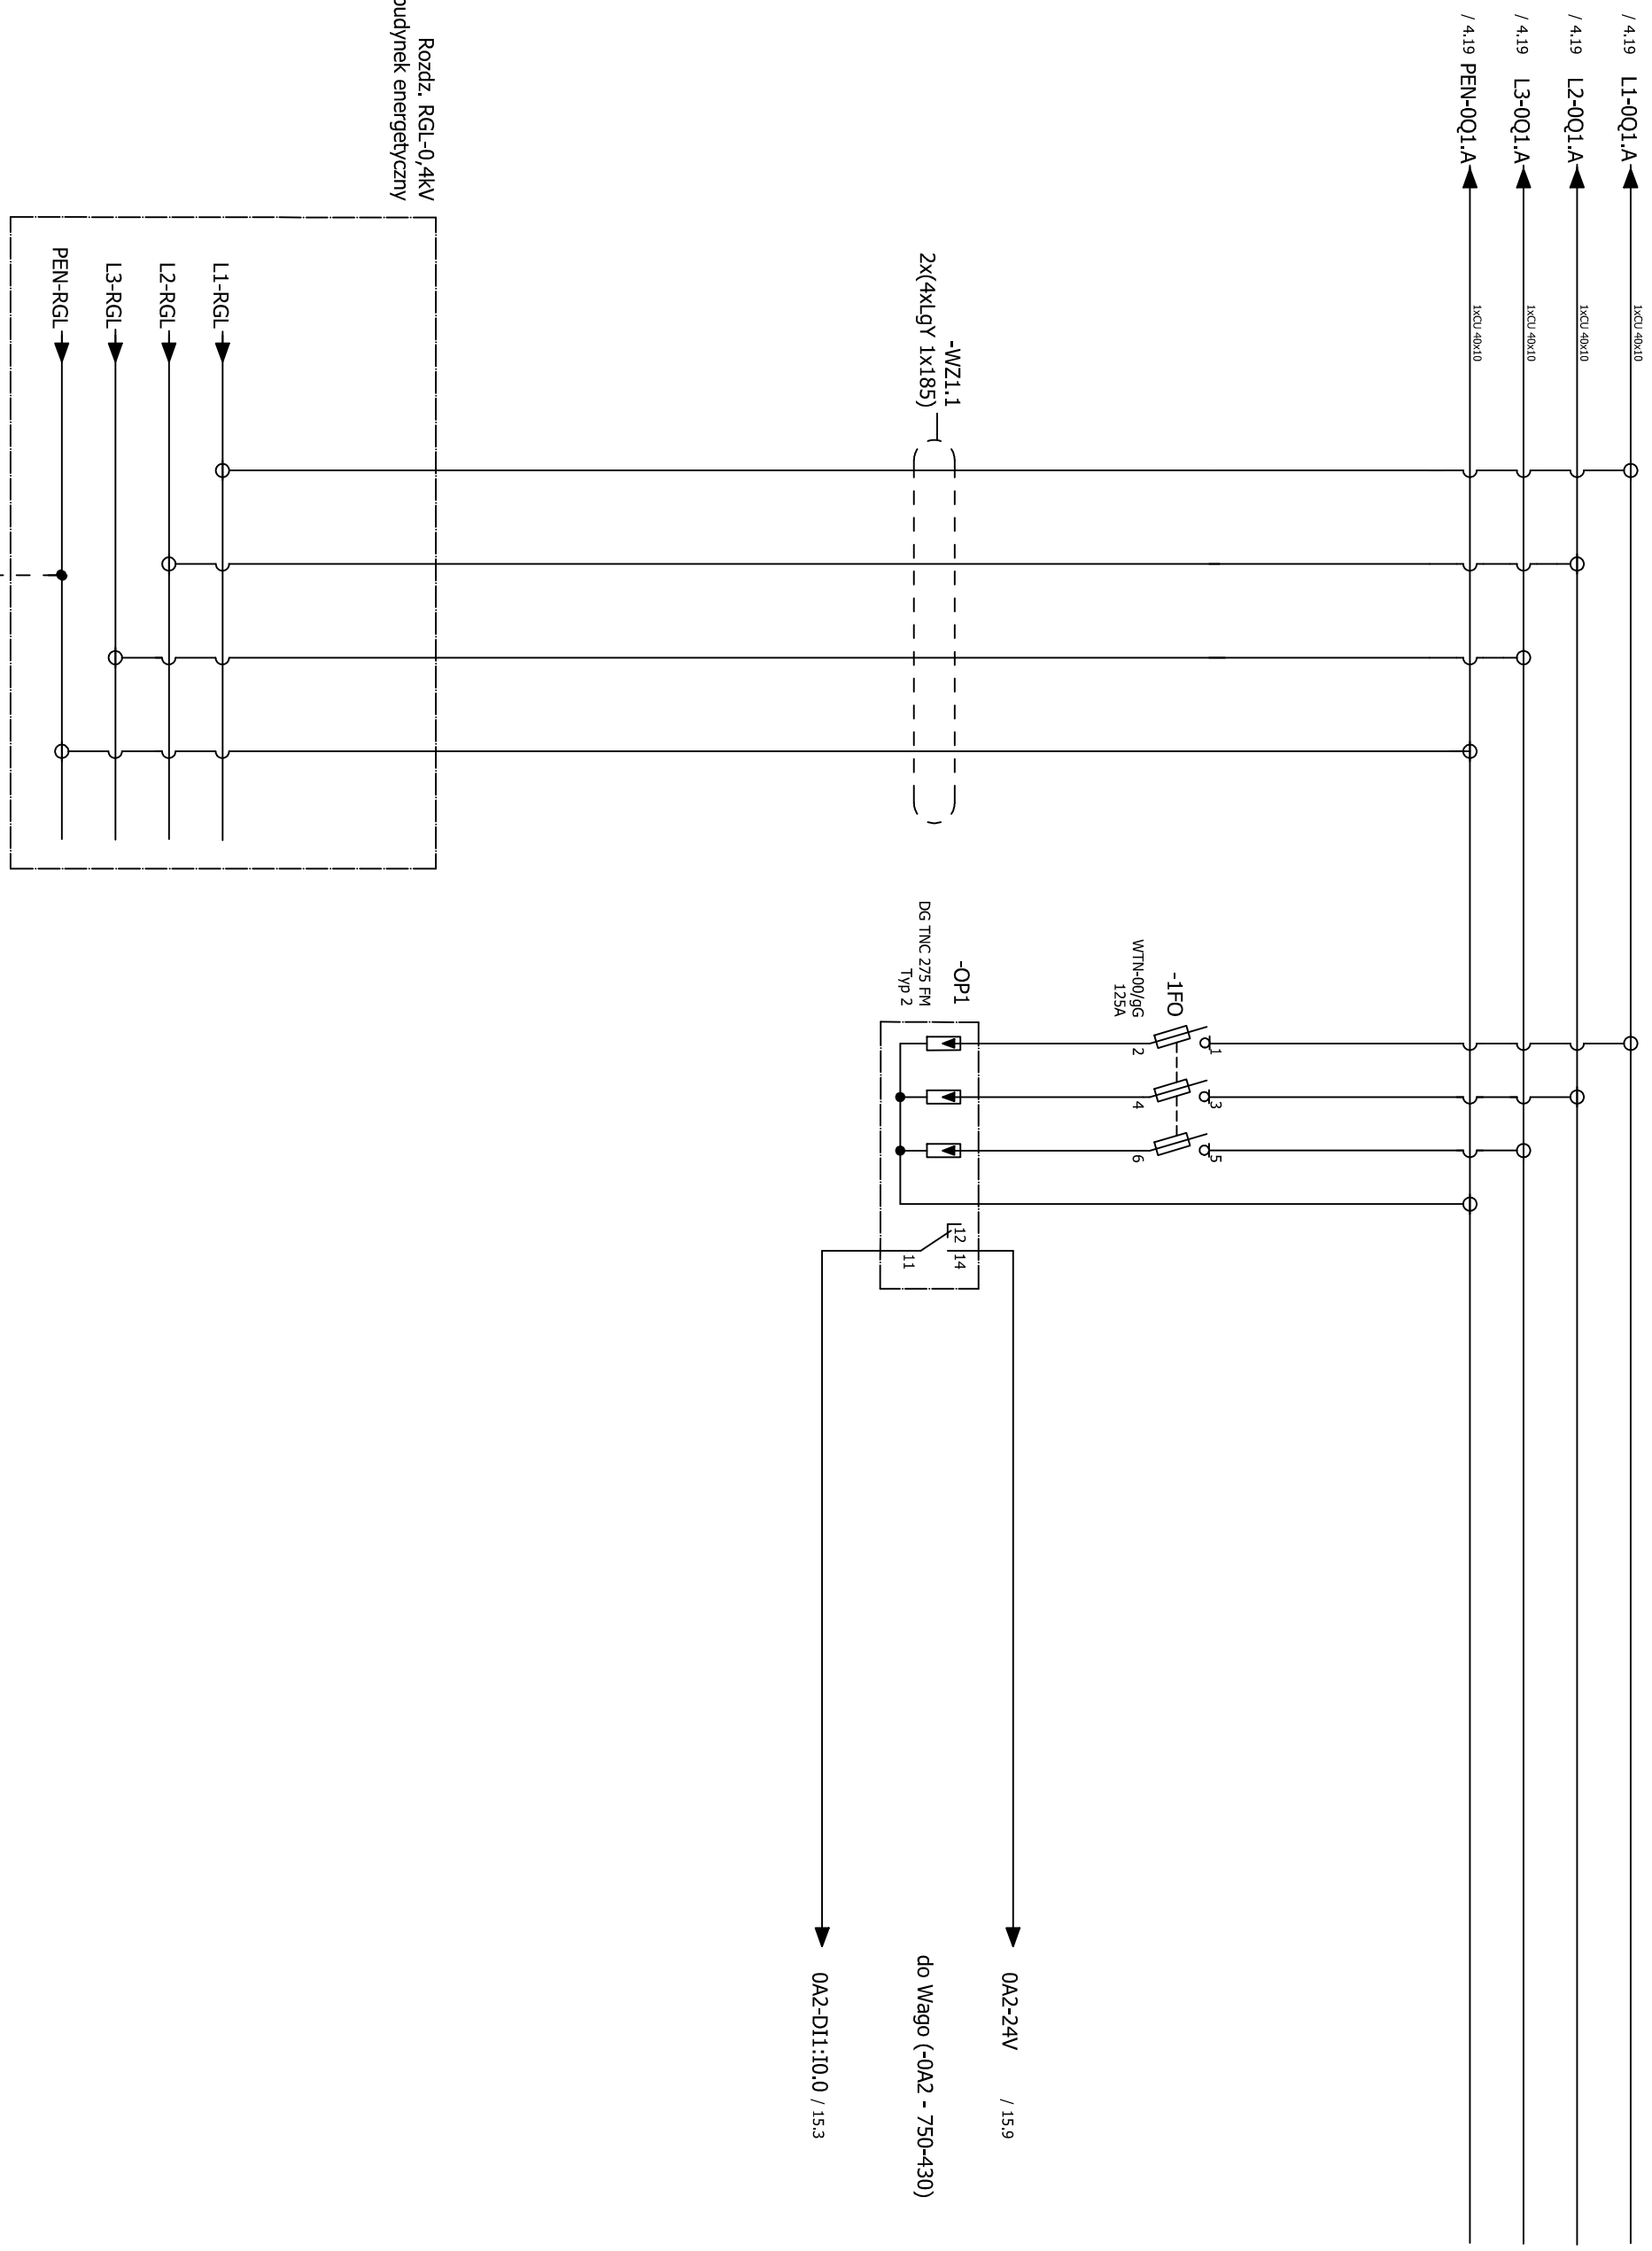 / 4.19 L1-0Q1.A
1xCU 40x10
/ 4.19 L2-0Q1.A
1xCU 40x10
/ 4.19 L3-0Q1.A
1xCU 40x10
/ 4.19 PEN-0Q1.A
1xCU 40x10
1 3 5
-1FO
WTN-00/gG
125A
2 4 6
-WZ1.1
2x(4xLgY 1x185)
-OP1
DG TNC 275 FM
Typ 2
12
14
11
0A2-24V / 15.9
do Wago (-0A2 - 750-430)
0A2-DI1:I0.0 / 15.3
Rozdz. RGL-0,4kV
budynek energetyczny
L1-RGL
L2-RGL
L3-RGL
PEN-RGL